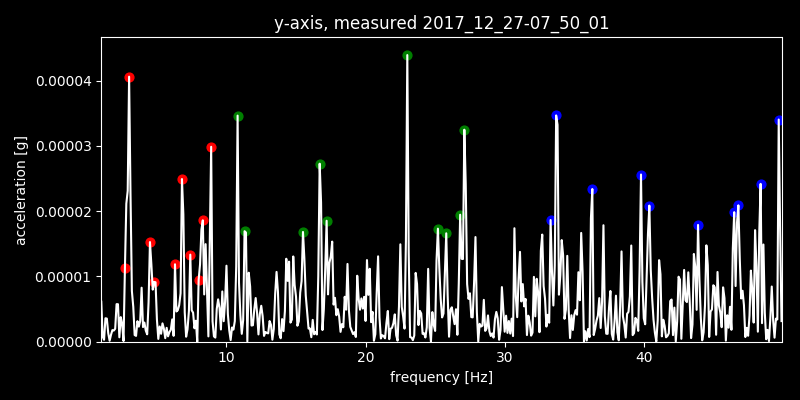 y-axis, measured 2017_12_27-07_50_01
0.00004
0.00003
0.00002
0.00001
0.00000
acceleration [g]
10 20 30 40
frequency [Hz]